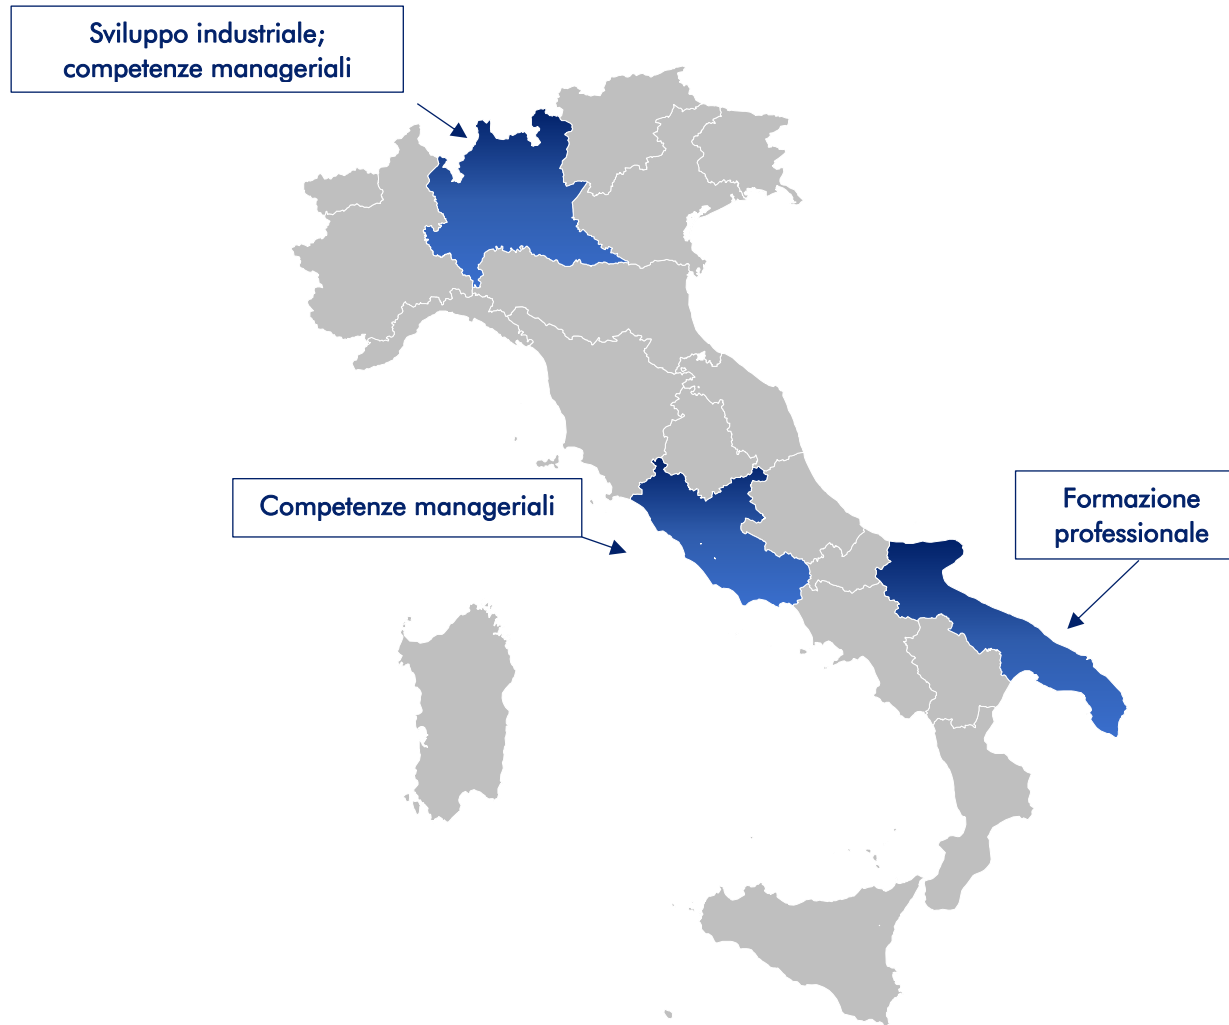 Sviluppo industriale;
competenze manageriali
Competenze manageriali
Formazione
professionale